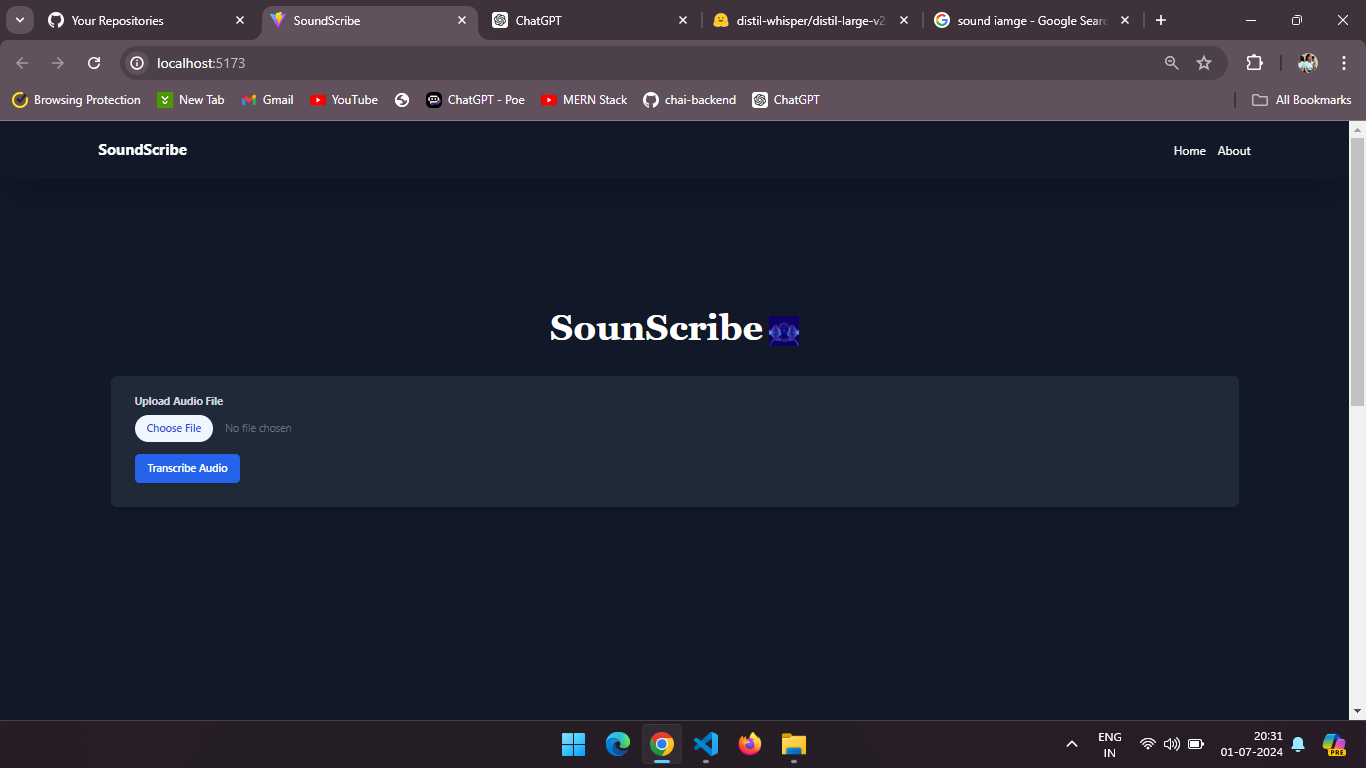 Your Repositories
SoundScribe
ChatGPT
distil-whisper/distil-large-v2
sound iamge - Google Searc
localhost:5173
Browsing Protection
New Tab
Gmail
YouTube
ChatGPT - Poe
MERN Stack
chai-backend
ChatGPT
All Bookmarks
SoundScribe
Home
About
SounScribe
Upload Audio File
Choose File No file chosen
Transcribe Audio
ENG
IN
20:31
01-07-2024
PRE